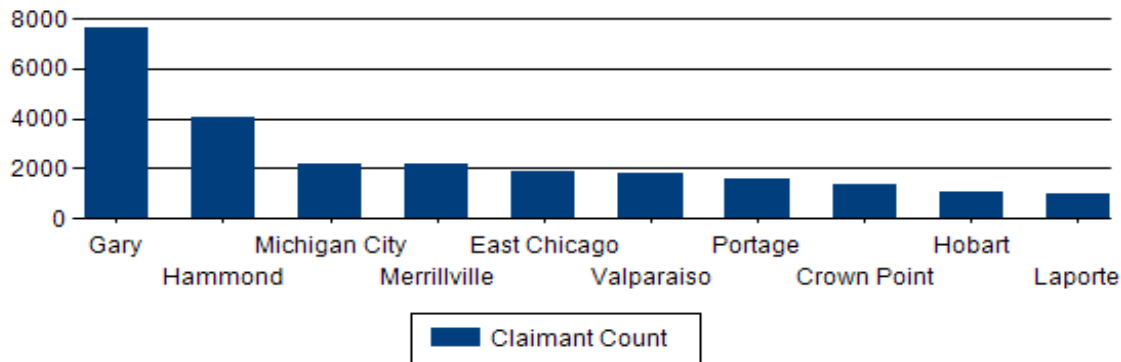 8000
6000
4000
2000
0
Gary
Michigan City
East Chicago
Portage
Hobart
Hammond
Merrillville
Valparaiso
Crown Point
Laporte
Claimant Count